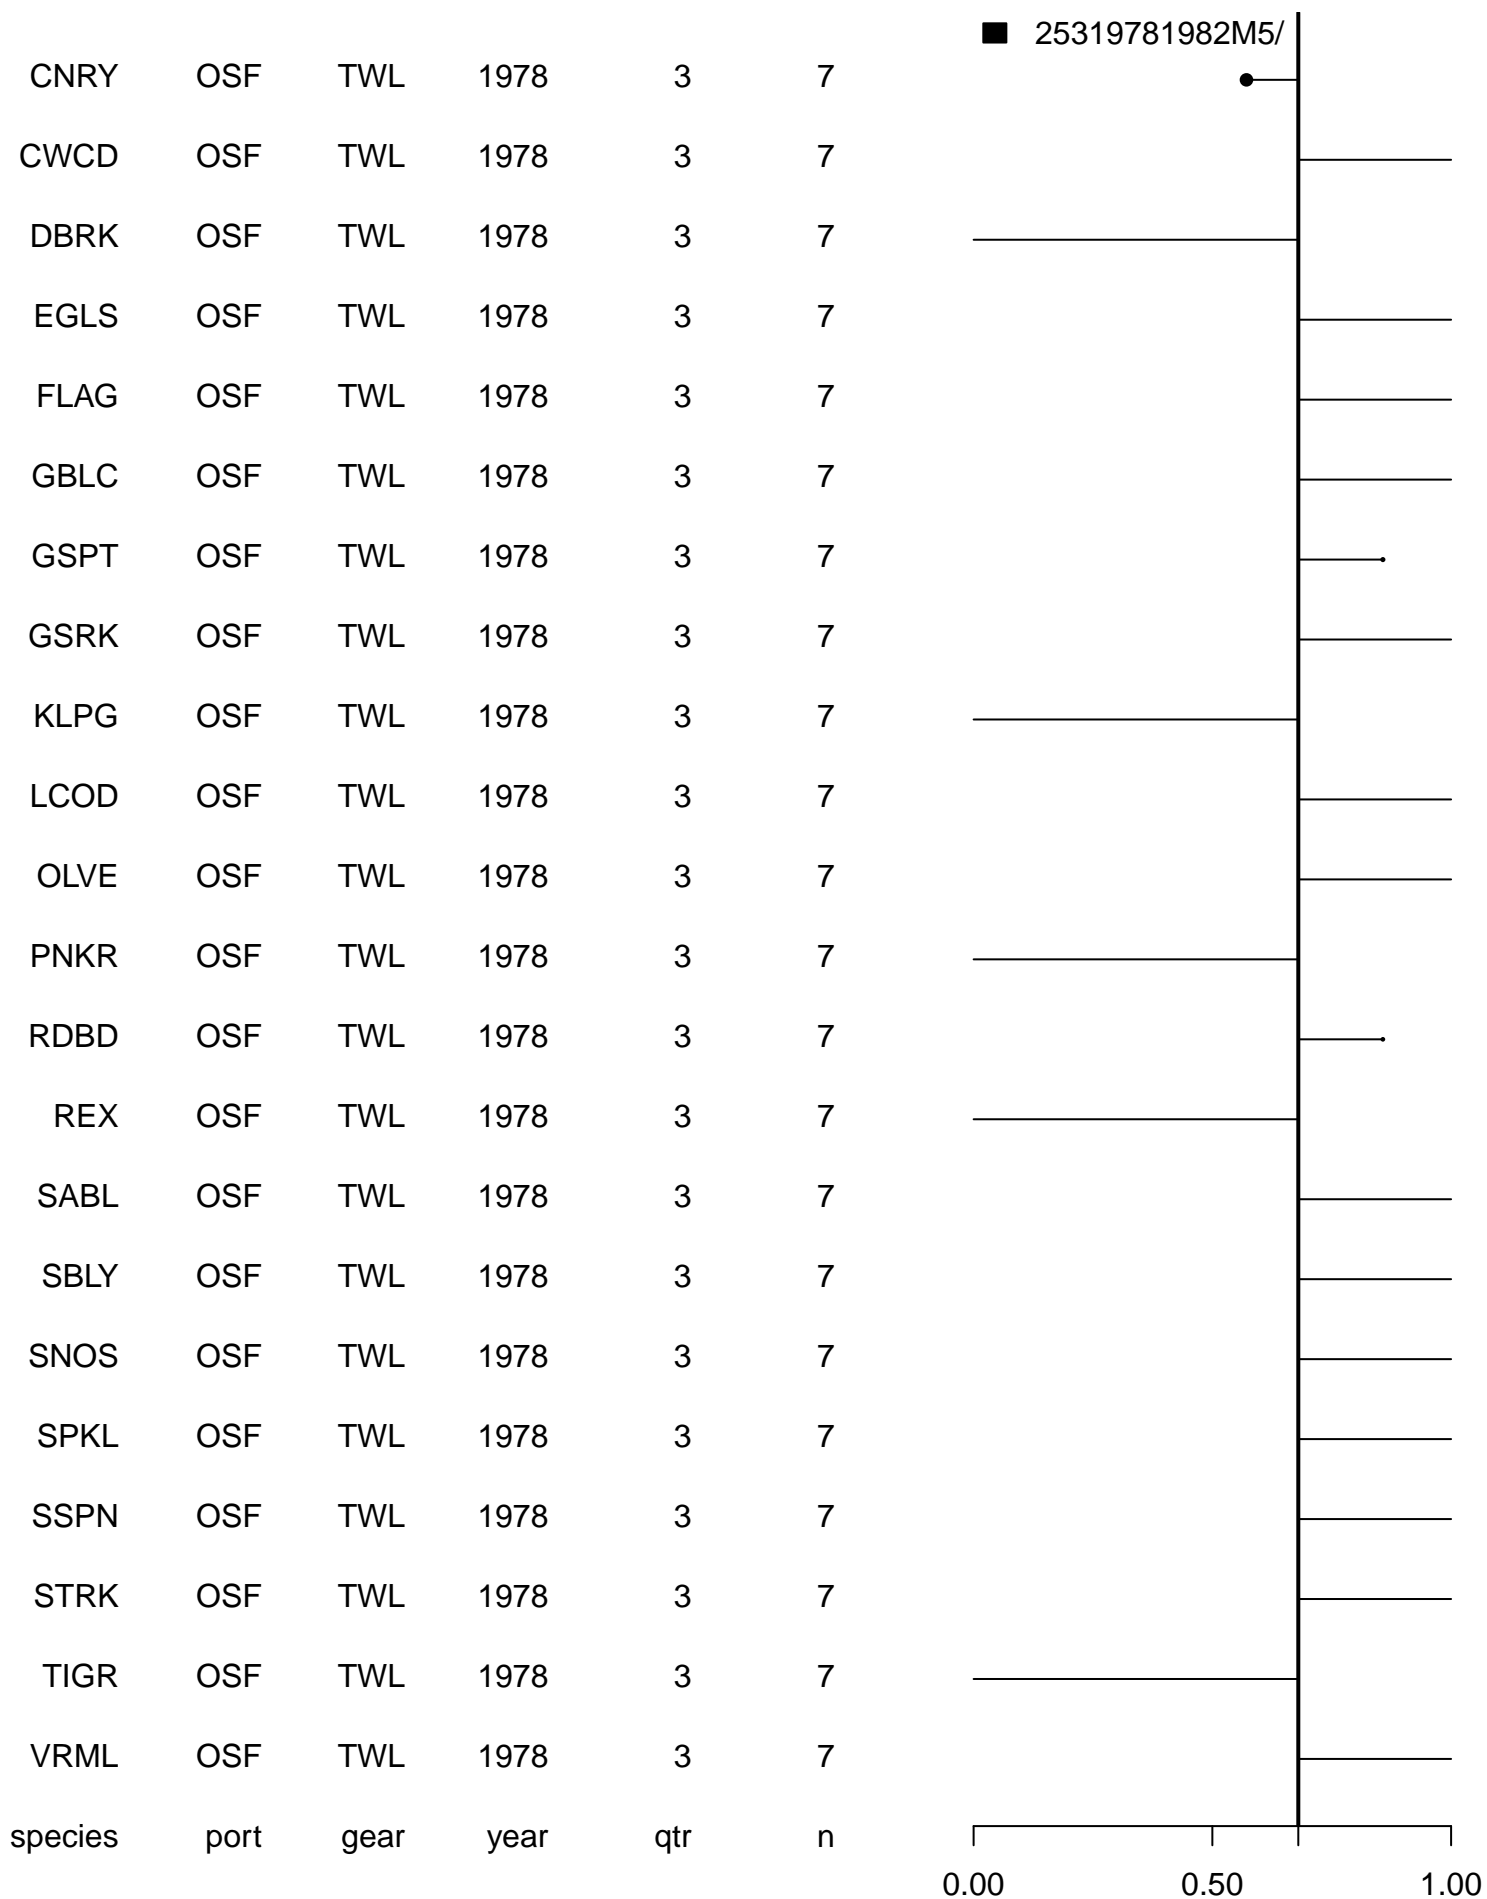 25319781982M5/
CNRY OSF TWL 1978 3 7
CWCD OSF TWL 1978 3 7
DBRK OSF TWL 1978 3 7
EGLS OSF TWL 1978 3 7
FLAG OSF TWL 1978 3 7
GBLC OSF TWL 1978 3 7
GSPT OSF TWL 1978 3 7
GSRK OSF TWL 1978 3 7
KLPG OSF TWL 1978 3 7
LCOD OSF TWL 1978 3 7
OLVE OSF TWL 1978 3 7
PNKR OSF TWL 1978 3 7
RDBD OSF TWL 1978 3 7
REX OSF TWL 1978 3 7
SABL OSF TWL 1978 3 7
SBLY OSF TWL 1978 3 7
SNOS OSF TWL 1978 3 7
SPKL OSF TWL 1978 3 7
SSPN OSF TWL 1978 3 7
STRK OSF TWL 1978 3 7
TIGR OSF TWL 1978 3 7
VRML OSF TWL 1978 3 7
species port gear year qtr n
0.00 0.50 1.00